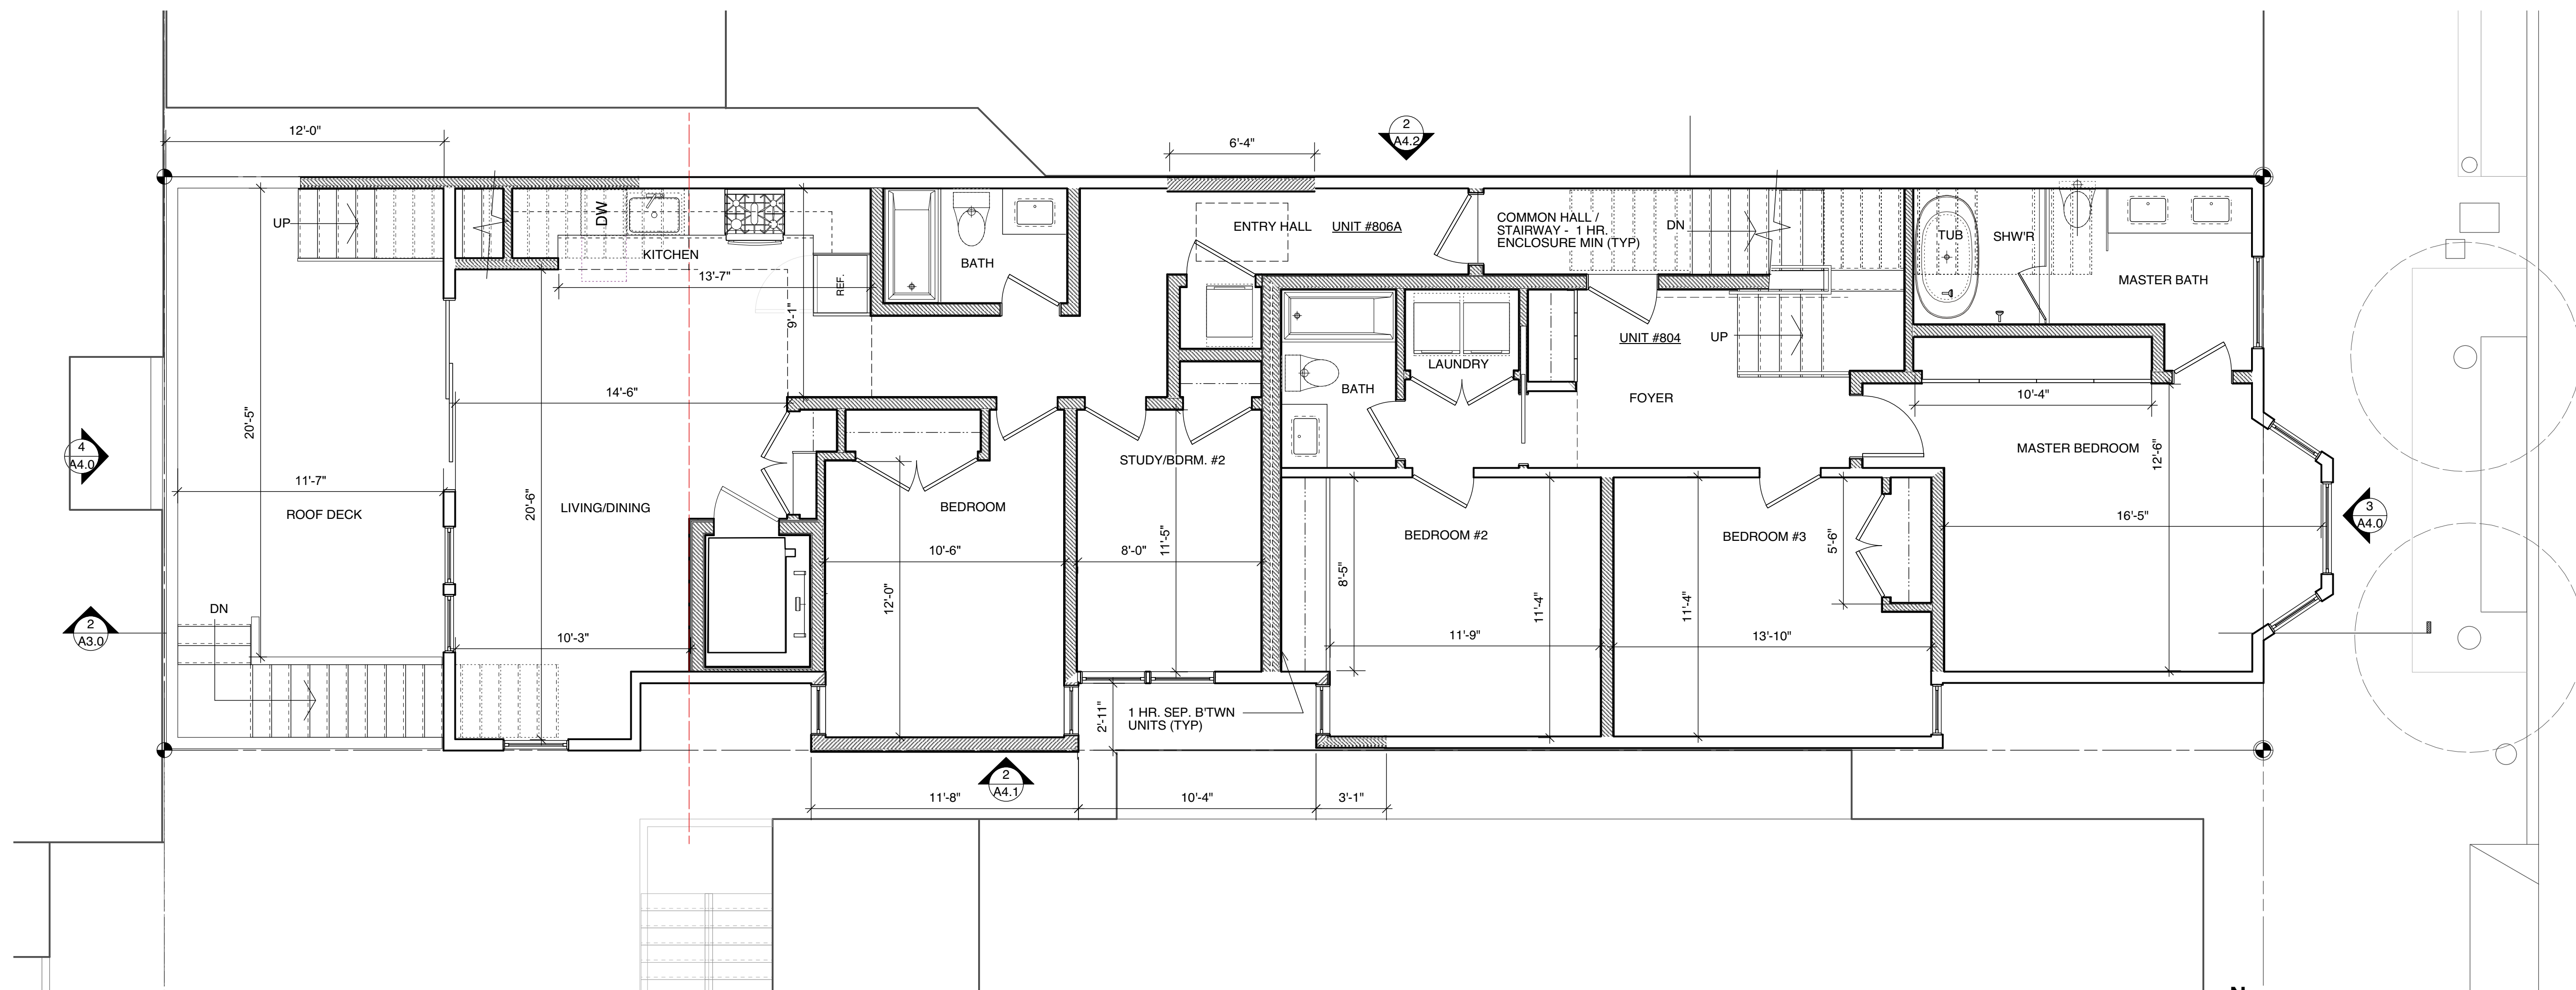 12'-0"
6'-4"
2
A4.2
UP
DW
KITCHEN
13'-7"
REF.
9'-1"
BATH
ENTRY HALL
UNIT #806A
COMMON HALL /
STAIRWAY - 1 HR.
ENCLOSURE MIN (TYP)
DN
TUB
SHW'R
MASTER BATH
UNIT #804
UP
LAUNDRY
BATH
FOYER
10'-4"
20'-5"
14'-6"
4
A4.0
11'-7"
ROOF DECK
20'-6"
LIVING/DINING
BEDROOM
STUDY/BDRM. #2
MASTER BEDROOM
12'-6"
10'-6"
8'-0"
11'-5"
BEDROOM #2
BEDROOM #3
5'-6"
16'-5"
3
A4.0
12'-0"
8'-5"
11'-4"
11'-4"
DN
2
A3.0
10'-3"
11'-9"
13'-10"
2'-11"
1 HR. SEP. B'TWN
UNITS (TYP)
2
A4.1
11'-8"
10'-4"
3'-1"